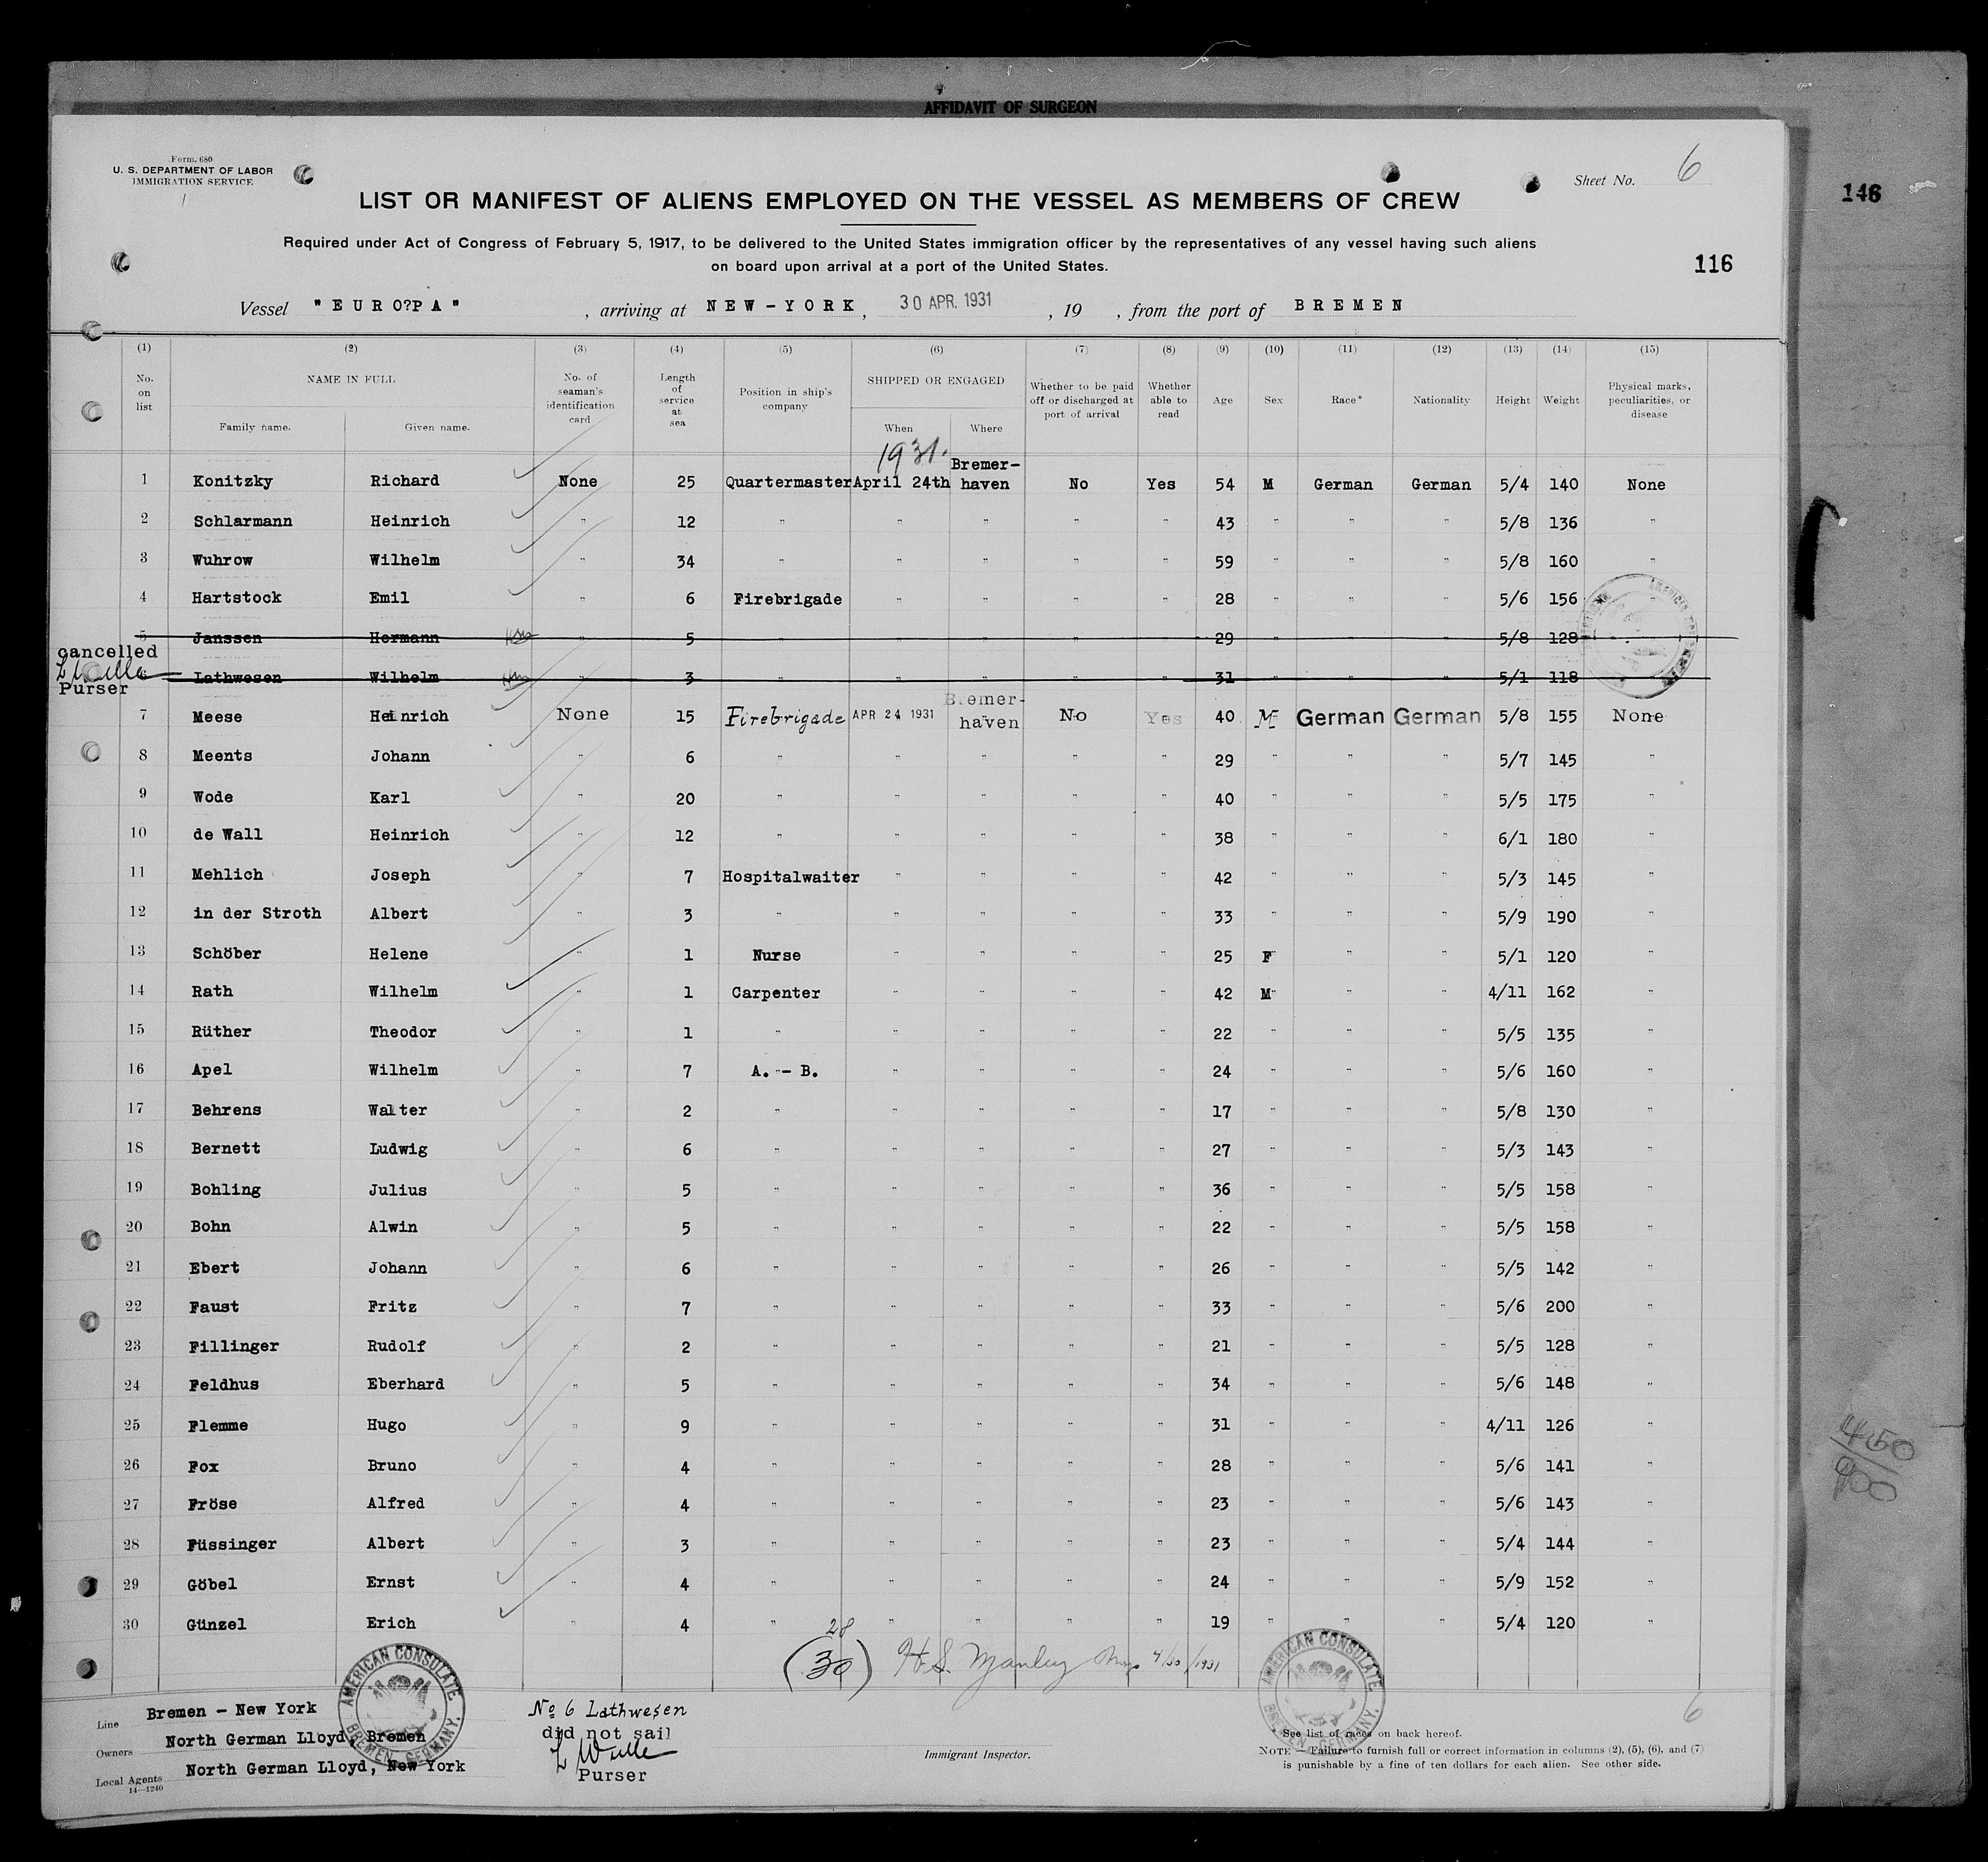 AFFIDAVIT OF SURGEON
Form. 680
U. S. DEPARTMENT OF LABOR
IMMIGRATION SERVICE
Sheet No. 6
146
LIST OR MANIFEST OF ALIENS EMPLOYED ON THE VESSEL AS MEMBERS OF CREW
Required under Act of Congress of February 5, 1917, to be delivered to the United States immigration officer by the representatives of any vessel having such aliens
on board upon arrival at a port of the United States.
116
Vessel "EURO?PA", arriving at NEW-YORK, 30 APR. 1931, 19 , from the port of BREMEN
(1) (2) (3) (4) (5) (6) (7) (8) (9) (10) (11) (12) (13) (14) (15)
No. on list
NAME IN FULL
Family name. Given name.
No. of seaman's identification card
Length of service at sea
Position in ship's company
SHIPPED OR ENGAGED
When Where
Whether to be paid off or discharged at port of arrival
Whether able to read
Age
Sex
Race*
Nationality
Height
Weight
Physical marks, peculiarities, or disease
1931.
1 Konitzky Richard None 25 Quartermaster April 24th Bremer-haven No Yes 54 M German German 5/4 140 None
2 Schlarmann Heinrich " 12 " " " " " 43 " " " 5/8 136 "
3 Wuhrow Wilhelm " 34 " " " " " 59 " " " 5/8 160 "
4 Hartstock Emil " 6 Firebrigade " " " " 28 " " " 5/6 156 "
5 Janssen Hermann " 5 " " " " " 29 " " " 5/8 128 "
cancelled
6 Lathwesen Wilhelm " 3 " " " " " 31 " " " 5/1 118
Purser
7 Meese Heinrich None 15 Firebrigade APR 24 1931 Bremer-haven No Yes 40 M German German 5/8 155 None
8 Meents Johann " 6 " " " " " 29 " " " 5/7 145 "
9 Wode Karl " 20 " " " " " 40 " " " 5/5 175 "
10 de Wall Heinrich " 12 " " " " " 38 " " " 6/1 180 "
11 Mehlich Joseph " 7 Hospitalwaiter " " " " 42 " " " 5/3 145 "
12 in der Stroth Albert " 3 " " " " " 33 " " " 5/9 190 "
13 Schöber Helene " 1 Nurse " " " " 25 F " " 5/1 120 "
14 Rath Wilhelm " 1 Carpenter " " " " 42 M " " 4/11 162 "
15 Rüther Theodor " 1 " " " " " 22 " " " 5/5 135 "
16 Apel Wilhelm " 7 A. - B. " " " " 24 " " " 5/6 160 "
17 Behrens Walter " 2 " " " " " 17 " " " 5/8 130 "
18 Bernett Ludwig " 6 " " " " " 27 " " " 5/3 143 "
19 Bohling Julius " 5 " " " " " 36 " " " 5/5 158 "
20 Bohn Alwin " 5 " " " " " 22 " " " 5/5 158 "
21 Ebert Johann " 6 " " " " " 26 " " " 5/5 142 "
22 Faust Fritz " 7 " " " " " 33 " " " 5/6 200 "
23 Fillinger Rudolf " 2 " " " " " 21 " " " 5/5 128 "
24 Feldhus Eberhard " 5 " " " " " 34 " " " 5/6 148 "
25 Flemme Hugo " 9 " " " " " 31 " " " 4/11 126 "
26 Fox Bruno " 4 " " " " " 28 " " " 5/6 141 "
27 Fröse Alfred " 4 " " " " " 23 " " " 5/6 143 "
28 Füssinger Albert " 3 " " " " " 23 " " " 5/4 144 "
29 Göbel Ernst " 4 " " " " " 24 " " " 5/9 152 "
30 Günzel Erich " 4 " " " " " 19 " " " 5/4 120 "
28
(30) H.S. Manley 4/30/1931
450
900
AMERICAN CONSULATE
BREMEN, GERMANY.
AMERICAN CONSULATE
BREMEN, GERMANY.
6
Line Bremen - New York
Owners North German Lloyd, Bremen
Local Agents North German Lloyd, New York
14-1240
No 6 Lathwesen
did not sail
Purser
Immigrant Inspector.
* See list of races on back hereof.
NOTE.—Failure to furnish full or correct information in columns (2), (5), (6), and (7)
is punishable by a fine of ten dollars for each alien. See other side.